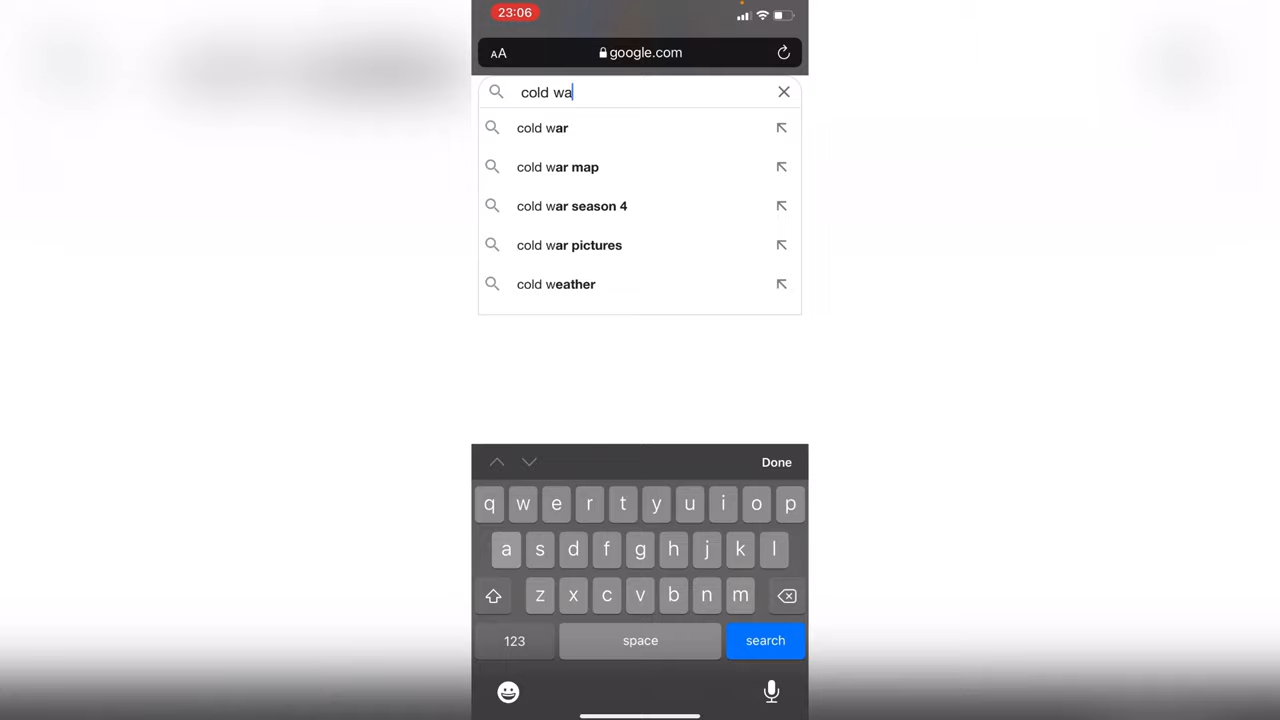 23:06
AA google.com
cold wa
cold war
cold war map
cold war season 4
cold war pictures
cold weather
Done
q w e r t y u i o p
a s d f g h j k l
z x c v b n m
123 space search